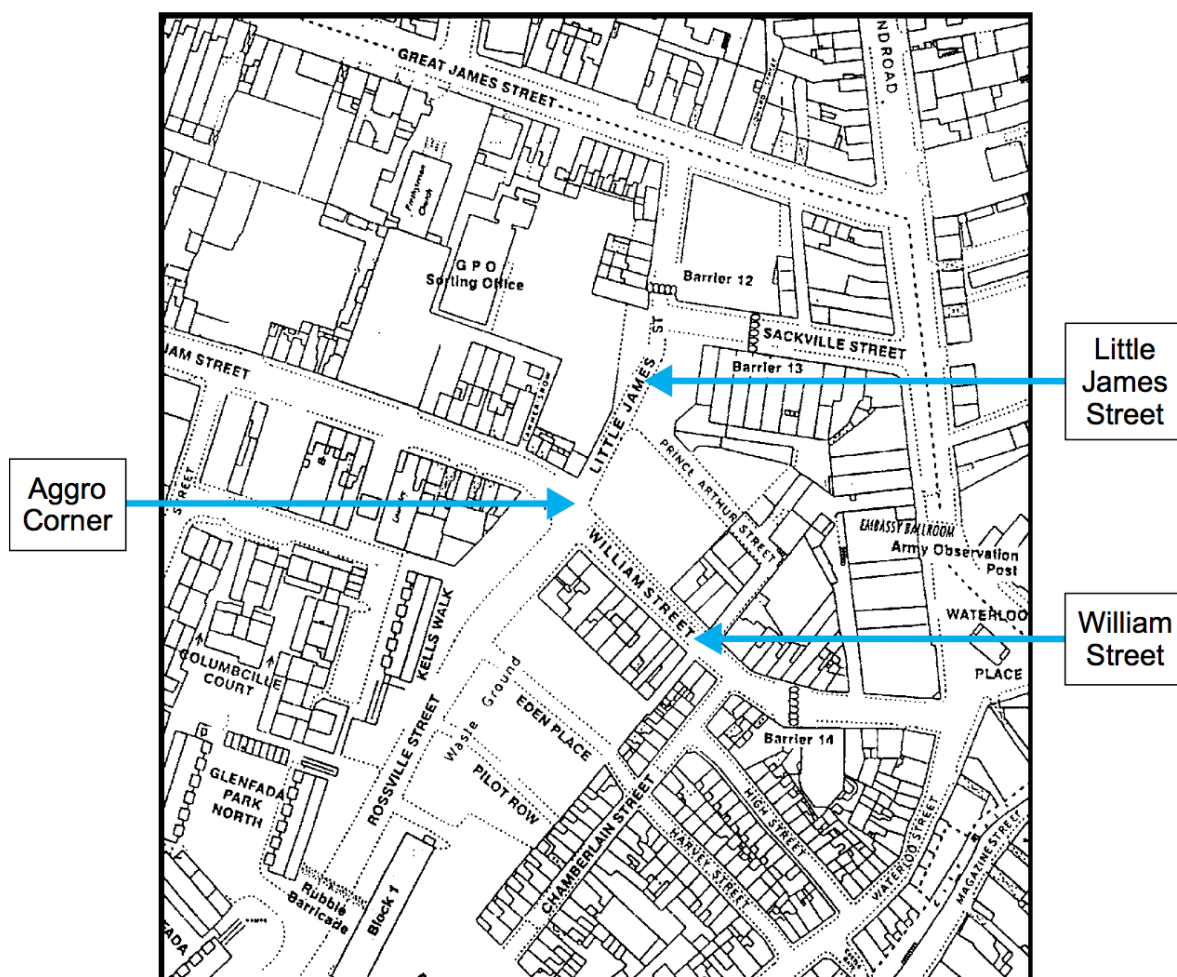 GREAT JAMES STREET
ND ROAD
Presbyterian
Church
G P O
Sorting Office
Barrier 12
SACKVILLE STREET
Barrier 13
LITTLE JAMES ST
Little
James
Street
IAM STREET
STREET
Aggro
Corner
PRINCE ARTHUR STREET
EMBASSY BALLROOM
Army Observation
Post
WILLIAM STREET
WATERLOO
PLACE
William
Street
KELLS WALK
COLUMBCILLE
COURT
Waste Ground
EDEN PLACE
PILOT ROW
ROSSVILLE STREET
Barrier 14
GLENFADA
PARK
NORTH
CHAMBERLAIN STREET
HIGH STREET
HARVEY STREET
WATERLOO STREET
MAGAZINE STREET
Rubble
Barricade
Block 1
FADA